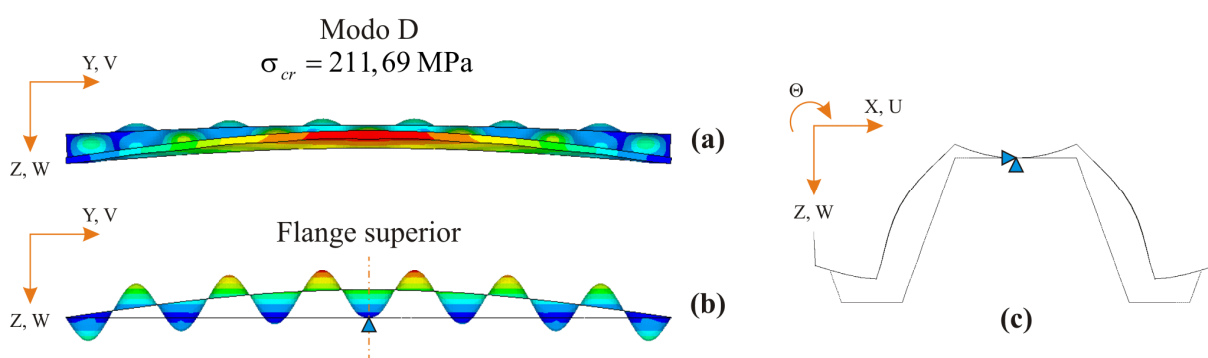 Modo D
σcr = 211,69 MPa
Y, V
Z, W
(a)
Y, V
Flange superior
Z, W
(b)
Θ
X, U
Z, W
(c)